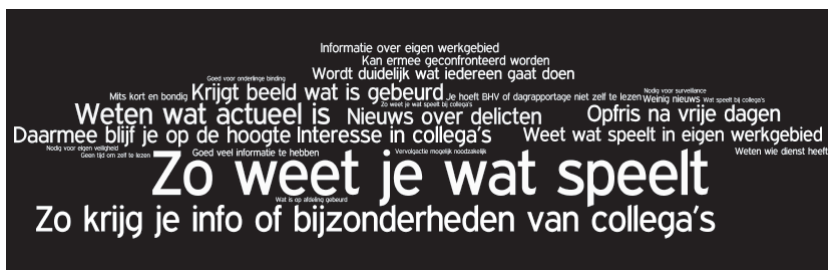 Informatie over eigen werkgebied
Kan ermee geconfronteerd worden
Goed voor onderlinge binding
Wordt duidelijk wat iedereen gaat doen
Mits kort en bondig
Krijgt beeld wat is gebeurd
Je hoeft BHV of dagrapportage niet zelf te lezen
Nodig voor surveillance
Weinig nieuws
Wat speelt bij collega's
Zo weet je wat speelt bij collega's
Weten wat actueel is
Nieuws over delicten
Opfris na vrije dagen
Daarmee blijf je op de hoogte
Interesse in collega's
Weet wat speelt in eigen werkgebied
Nodig voor eigen veiligheid
Geen tijd om zelf te lezen
Goed veel informatie te hebben
Vervolgactie mogelijk noodzakelijk
Weten wie dienst heeft
Zo weet je wat speelt
Wat is op afdeling gebeurd
Zo krijg je info of bijzonderheden van collega's